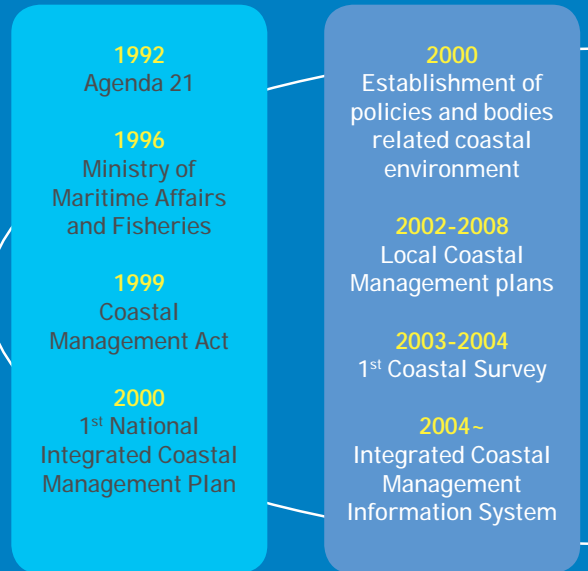 1992
Agenda 21
1996
Ministry of
Maritime Affairs
and Fisheries
1999
Coastal
Management Act
2000
1st National
Integrated Coastal
Management Plan
2000
Establishment of
policies and bodies
related coastal
environment
2002-2008
Local Coastal
Management plans
2003-2004
1st Coastal Survey
2004~
Integrated Coastal
Management
Information System